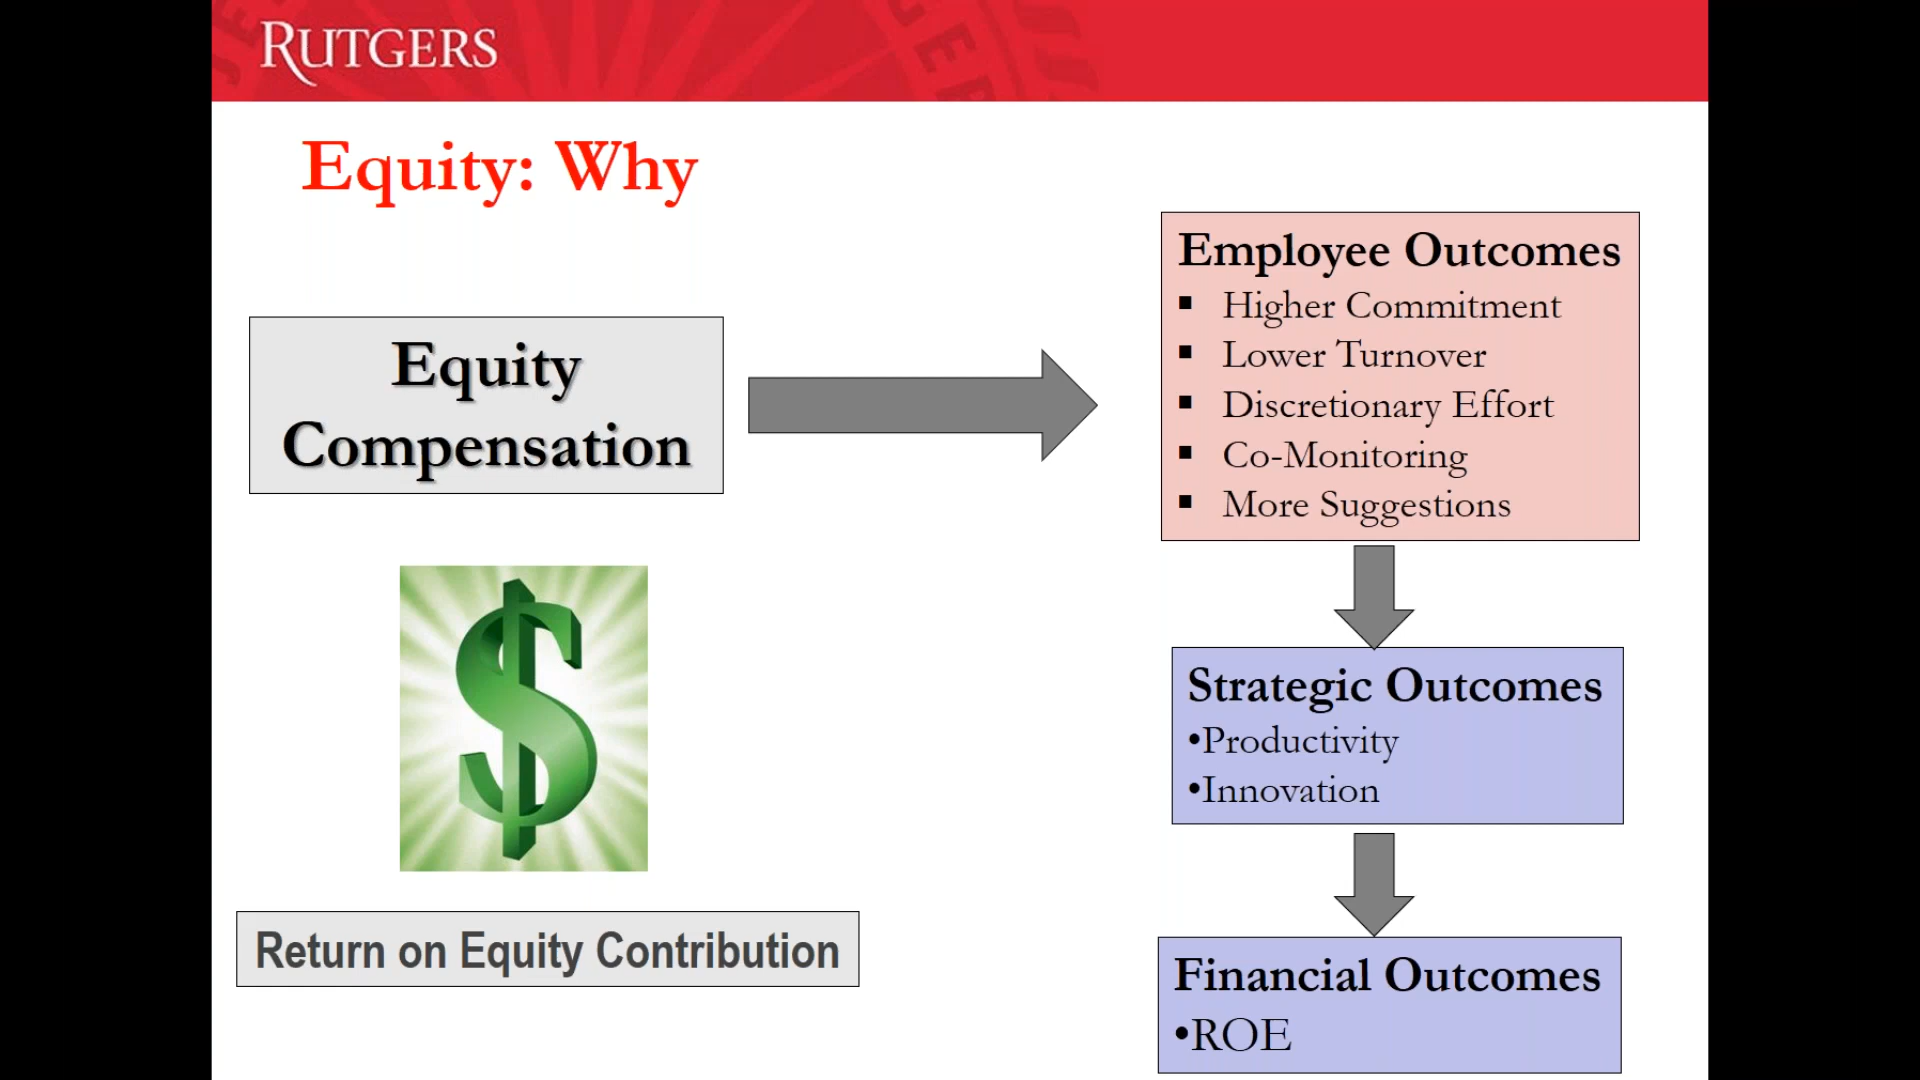 RUTGERS
Equity: Why
Equity
Compensation
Return on Equity Contribution
Employee Outcomes
▪ Higher Commitment
▪ Lower Turnover
▪ Discretionary Effort
▪ Co-Monitoring
▪ More Suggestions
Strategic Outcomes
•Productivity
•Innovation
Financial Outcomes
•ROE